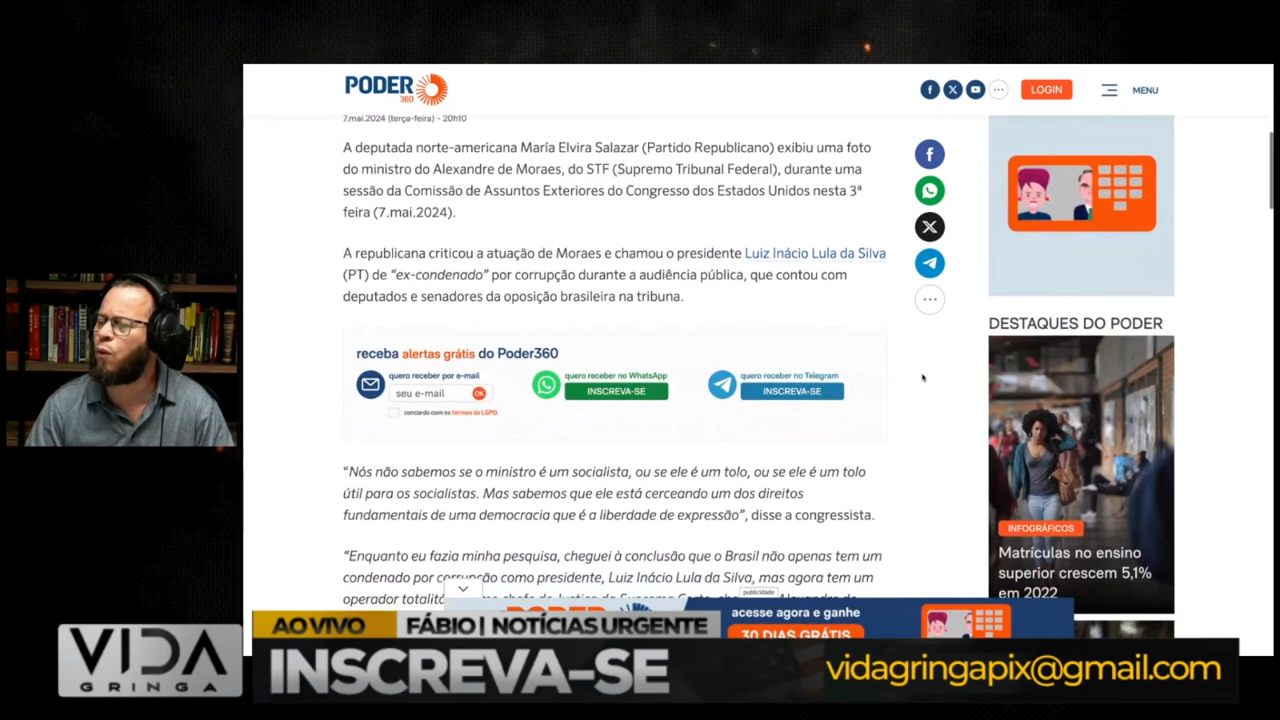 PODER
360
LOGIN
MENU
7.mai.2024 (terça-feira) - 20h10
A deputada norte-americana María Elvira Salazar (Partido Republicano) exibiu uma foto
do ministro do Alexandre de Moraes, do STF (Supremo Tribunal Federal), durante uma
sessão da Comissão de Assuntos Exteriores do Congresso dos Estados Unidos nesta 3ª
feira (7.mai.2024).
A republicana criticou a atuação de Moraes e chamou o presidente Luiz Inácio Lula da Silva
(PT) de “ex-condenado” por corrupção durante a audiência pública, que contou com
deputados e senadores da oposição brasileira na tribuna.
receba alertas grátis do Poder360
quero receber por e-mail
seu e-mail
OK
concordo com os termos da LGPD.
quero receber no WhatsApp
INSCREVA-SE
quero receber no Telegram
INSCREVA-SE
“Nós não sabemos se o ministro é um socialista, ou se ele é um tolo, ou se ele é um tolo
útil para os socialistas. Mas sabemos que ele está cerceando um dos direitos
fundamentais de uma democracia que é a liberdade de expressão”, disse a congressista.
“Enquanto eu fazia minha pesquisa, cheguei à conclusão que o Brasil não apenas tem um
condenado por corrupção como presidente, Luiz Inácio Lula da Silva, mas agora tem um
DESTAQUES DO PODER
INFOGRÁFICOS
Matrículas no ensino
superior crescem 5,1%
em 2022
publicidade
PODER
acesse agora e ganhe
30 DIAS GRÁTIS
AO VIVO
FÁBIO | NOTÍCIAS URGENTE
VIDA
GRINGA
INSCREVA-SE
vidagringapix@gmail.com